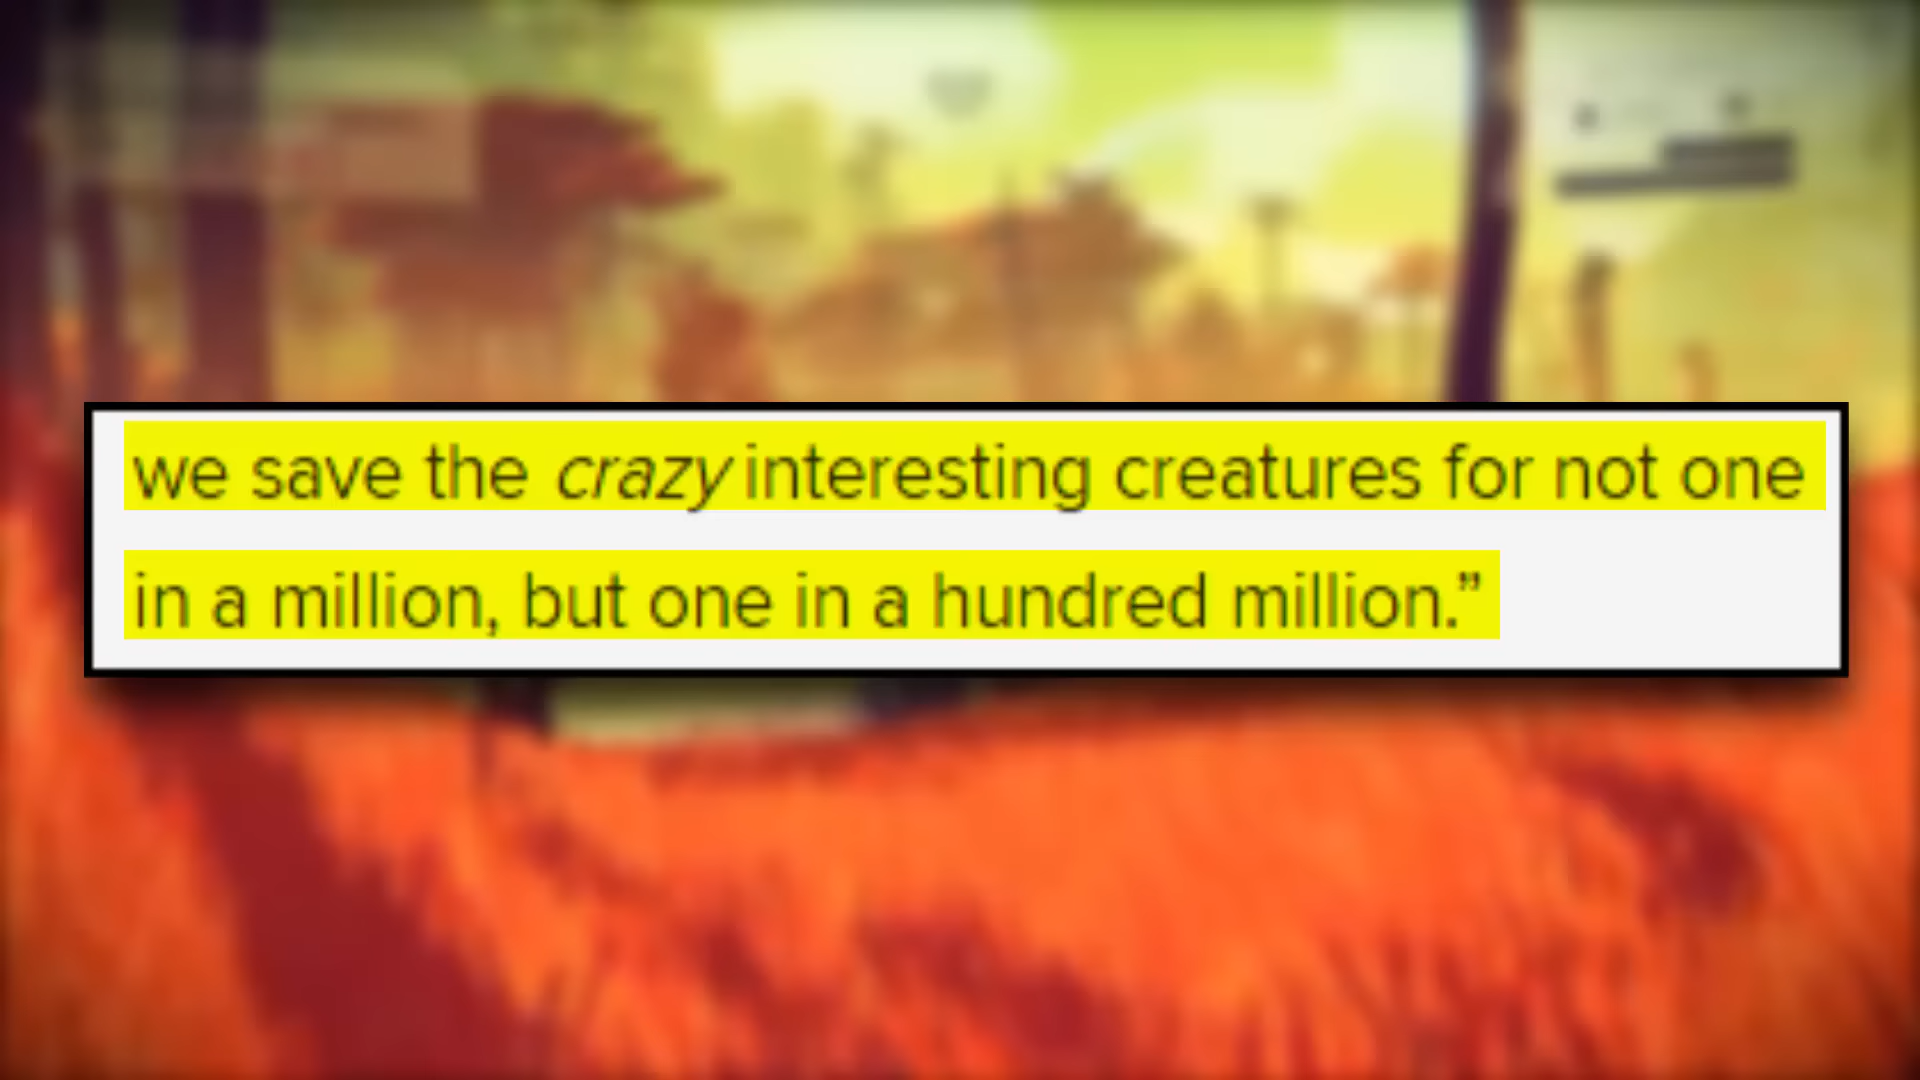 we save the crazy interesting creatures for not one
in a million, but one in a hundred million.”